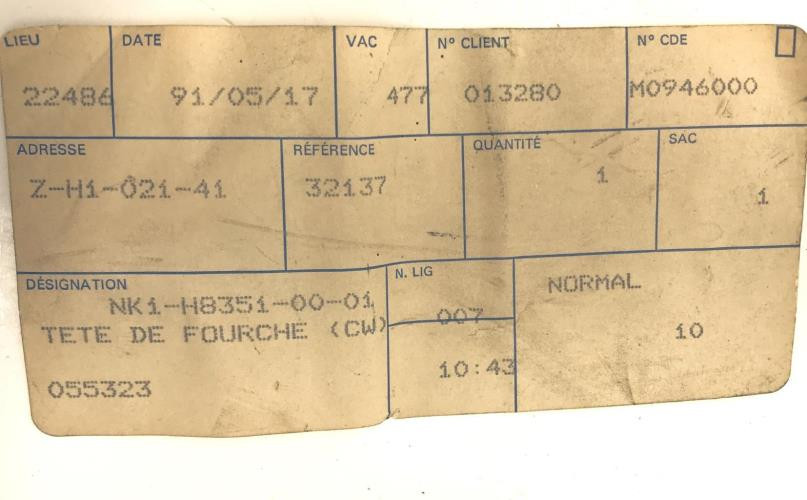 LIEU DATE VAC Nº CLIENT Nº CDE
22486 91/05/17 477 013280 M0946000
ADRESSE RÉFÉRENCE QUANTITÉ SAC
Z-H1-021-41 32137 1 1
DÉSIGNATION N. LIG NORMAL
NK1-H8351-00-01 007
TETE DE FOURCHE (CW) 10
055323 10:43